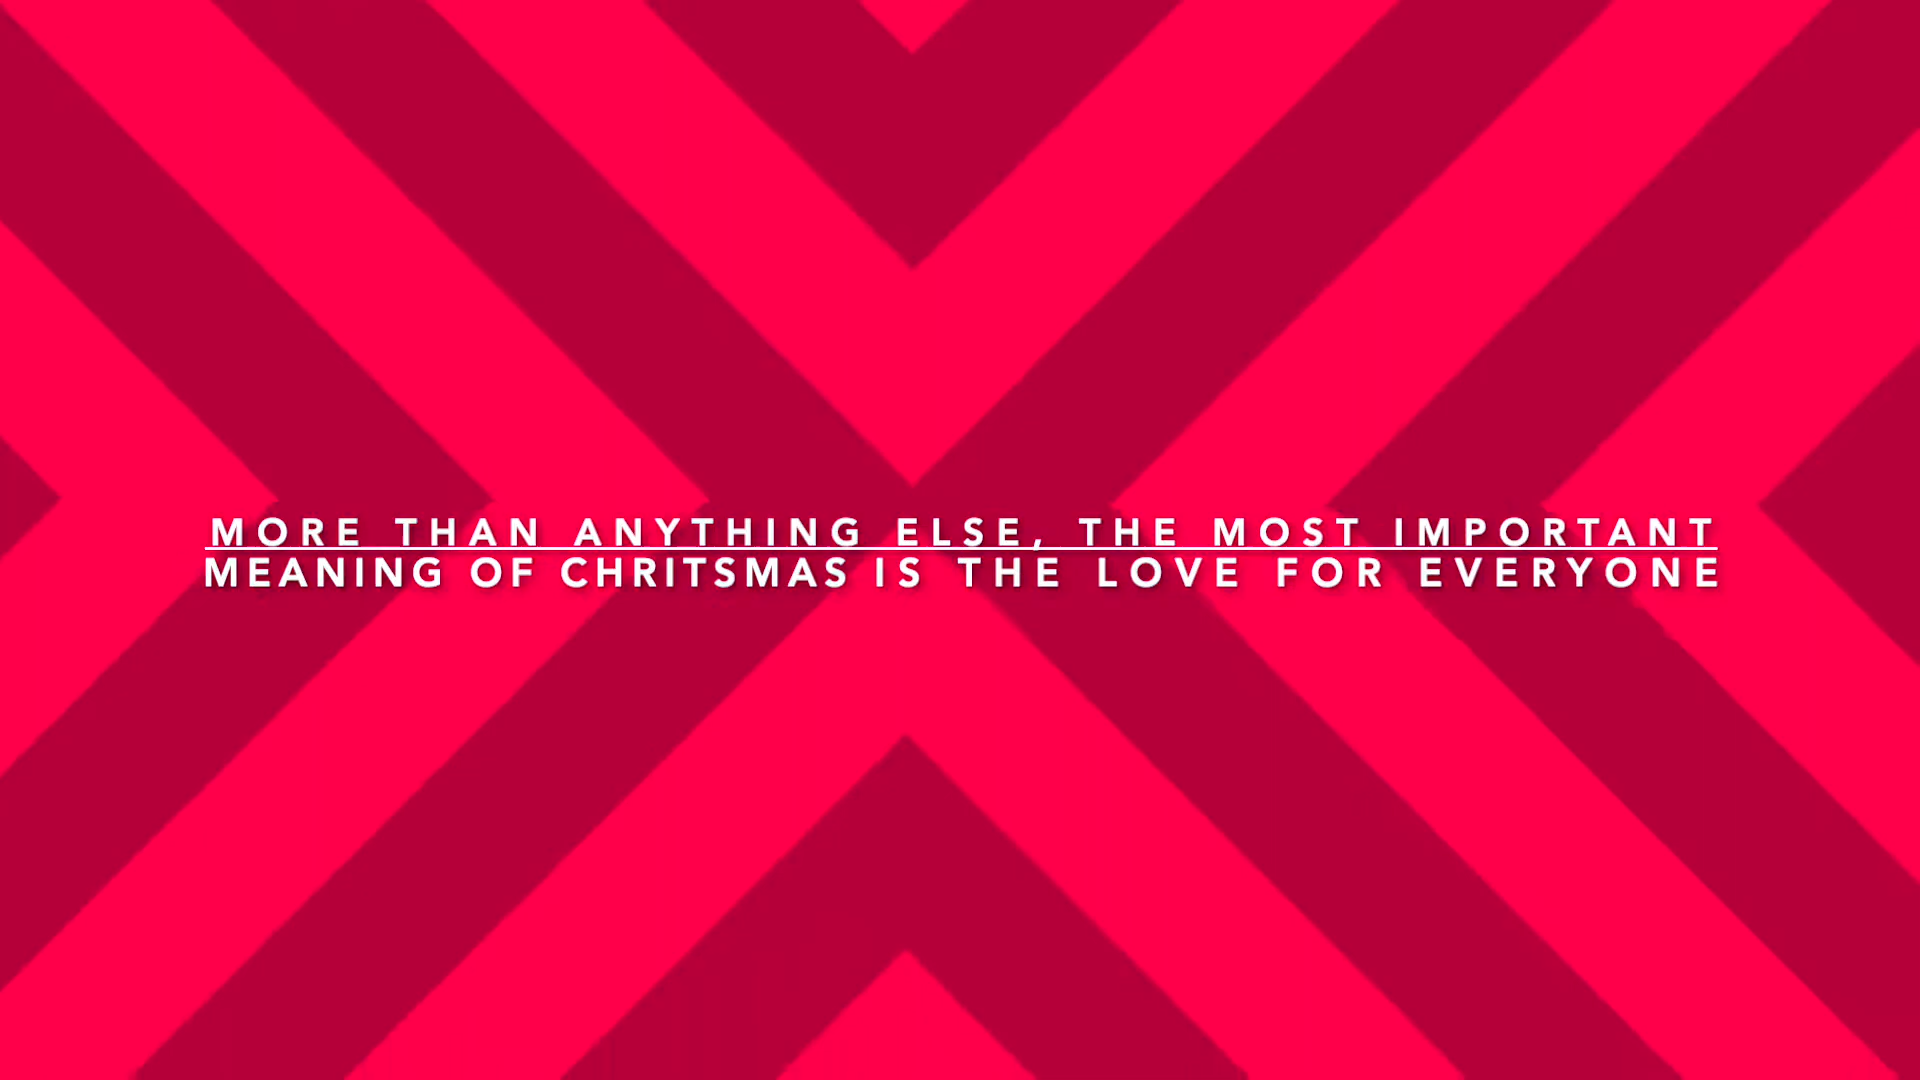 MORE THAN ANYTHING ELSE, THE MOST IMPORTANT
MEANING OF CHRITSMAS IS THE LOVE FOR EVERYONE